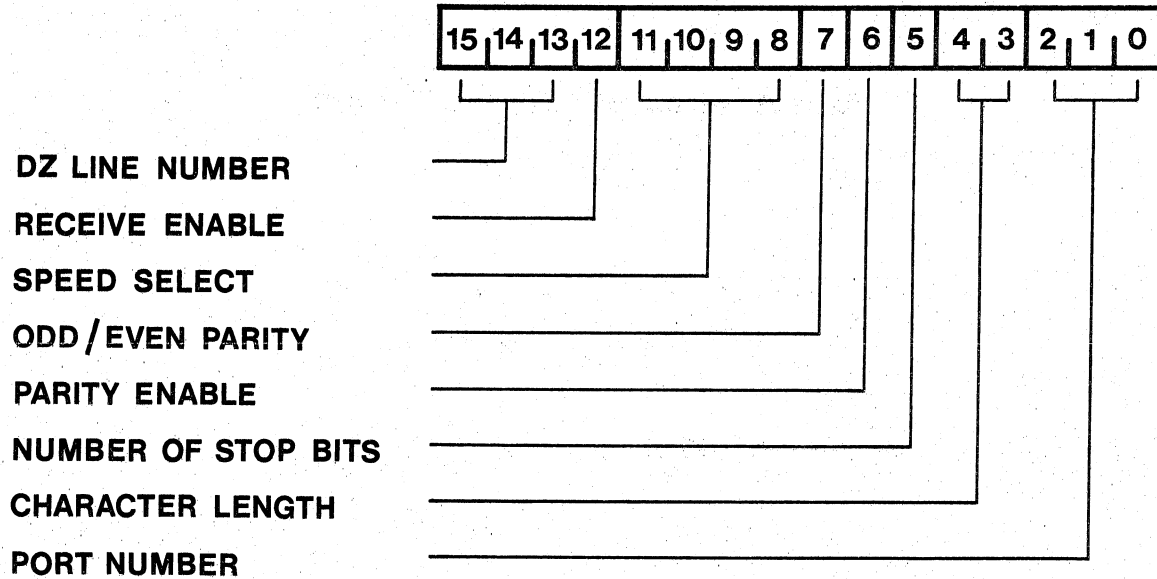 15 14 13 12 11 10 9 8 7 6 5 4 3 2 1 0
DZ LINE NUMBER
RECEIVE ENABLE
SPEED SELECT
ODD/EVEN PARITY
PARITY ENABLE
NUMBER OF STOP BITS
CHARACTER LENGTH
PORT NUMBER